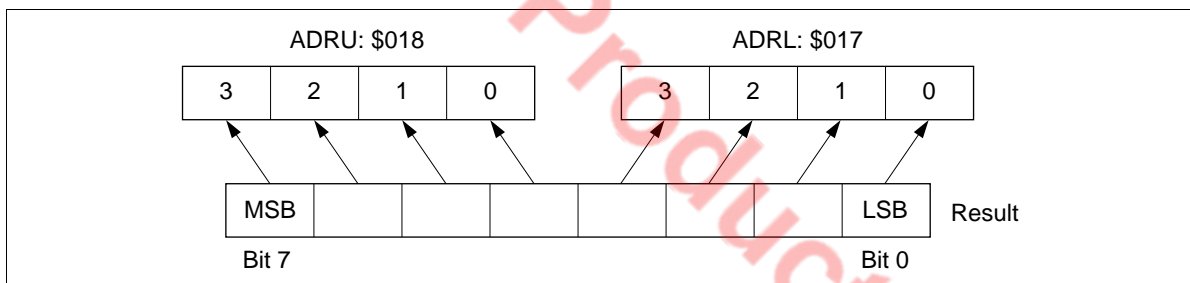 ADRU: $018 ADRL: $017
3 2 1 0 3 2 1 0
MSB LSB Result
Bit 7 Bit 0
Product